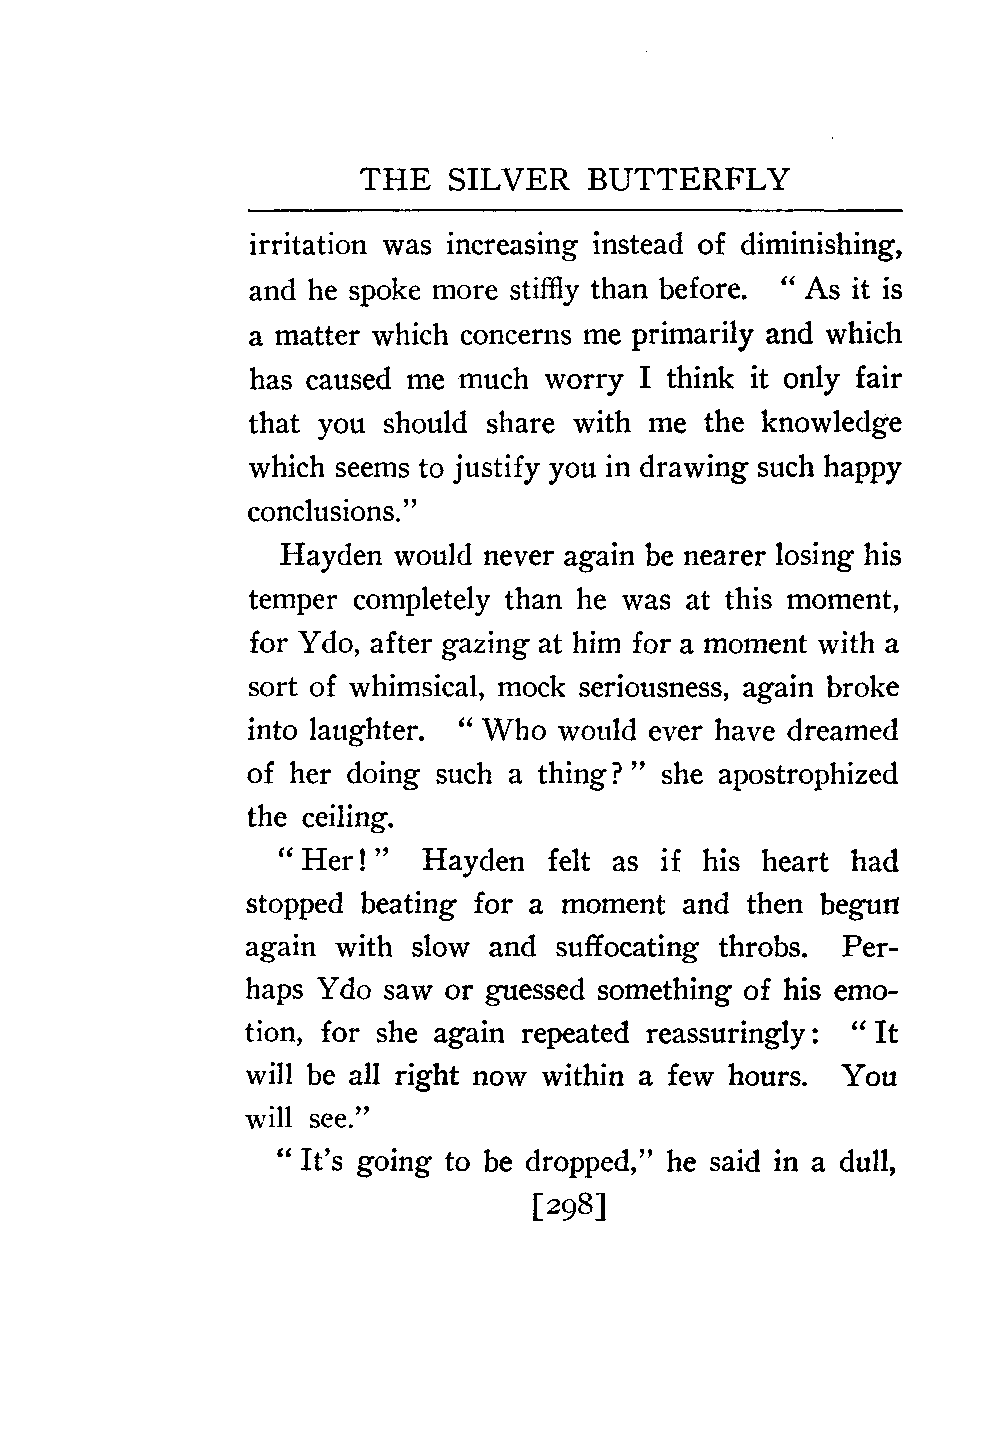 THE SILVER BUTTERFLY
irritation was increasing instead of diminishing,
and he spoke more stiffly than before. “ As it is
a matter which concerns me primarily and which
has caused me much worry I think it only fair
that you should share with me the knowledge
which seems to justify you in drawing such happy
conclusions.”
Hayden would never again be nearer losing his
temper completely than he was at this moment,
for Ydo, after gazing at him for a moment with a
sort of whimsical, mock seriousness, again broke
into laughter. “ Who would ever have dreamed
of her doing such a thing? ” she apostrophized
the ceiling.
“ Her! ” Hayden felt as if his heart had
stopped beating for a moment and then begun
again with slow and suffocating throbs. Per-
haps Ydo saw or guessed something of his emo-
tion, for she again repeated reassuringly: “ It
will be all right now within a few hours. You
will see.”
“ It’s going to be dropped,” he said in a dull,
[298]